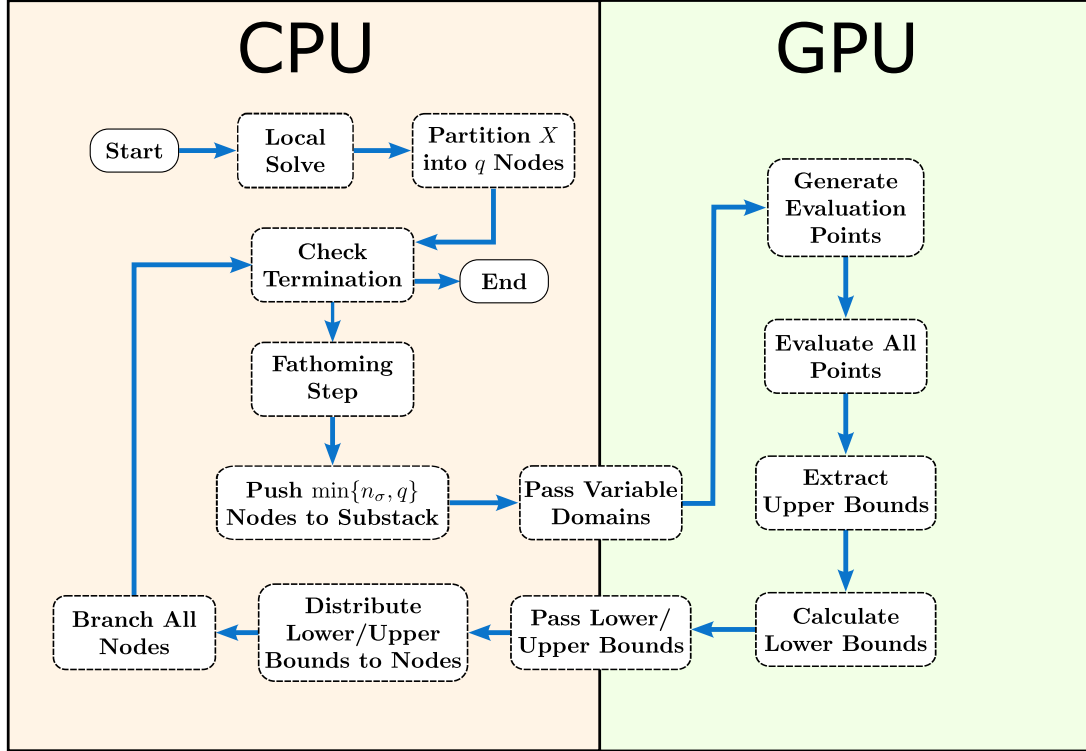 CPU
GPU
Start
Local
Solve
Partition X
into q Nodes
Check
Termination
End
Fathoming
Step
Push min{n_σ, q}
Nodes to Substack
Pass Variable
Domains
Generate
Evaluation
Points
Evaluate All
Points
Extract
Upper Bounds
Calculate
Lower Bounds
Pass Lower/
Upper Bounds
Distribute
Lower/Upper
Bounds to Nodes
Branch All
Nodes